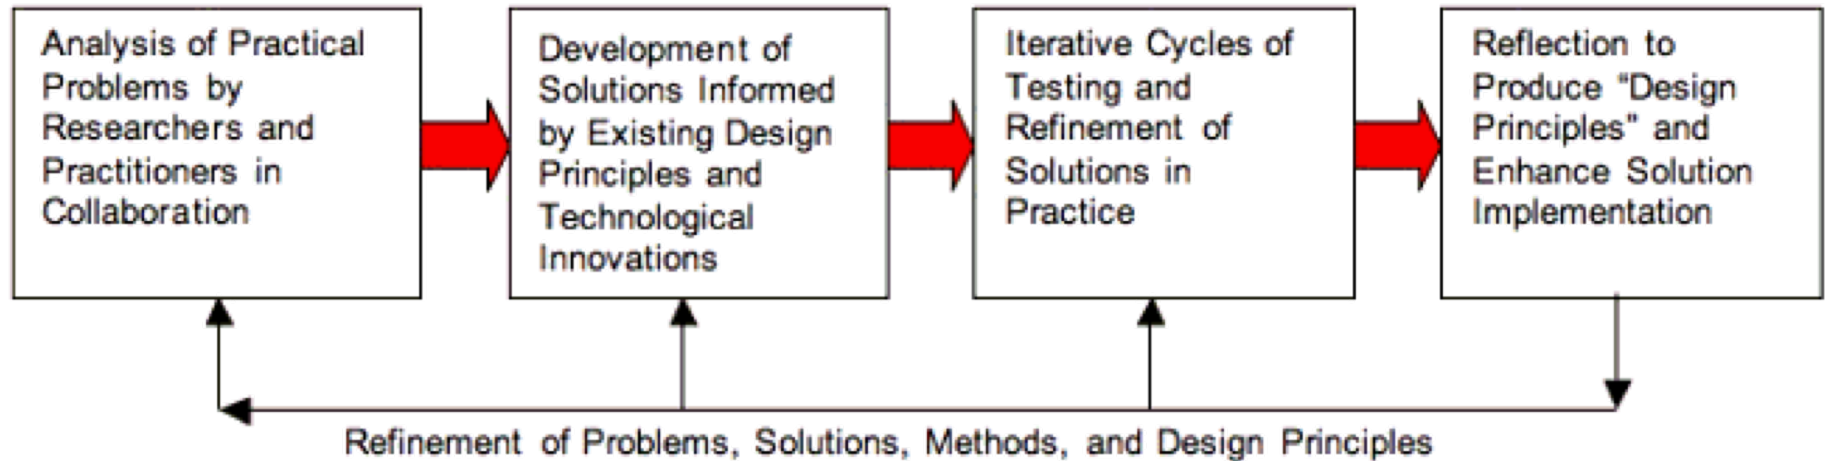 Analysis of Practical
Problems by
Researchers and
Practitioners in
Collaboration
Development of
Solutions Informed
by Existing Design
Principles and
Technological
Innovations
Iterative Cycles of
Testing and
Refinement of
Solutions in
Practice
Reflection to
Produce "Design
Principles" and
Enhance Solution
Implementation
Refinement of Problems, Solutions, Methods, and Design Principles